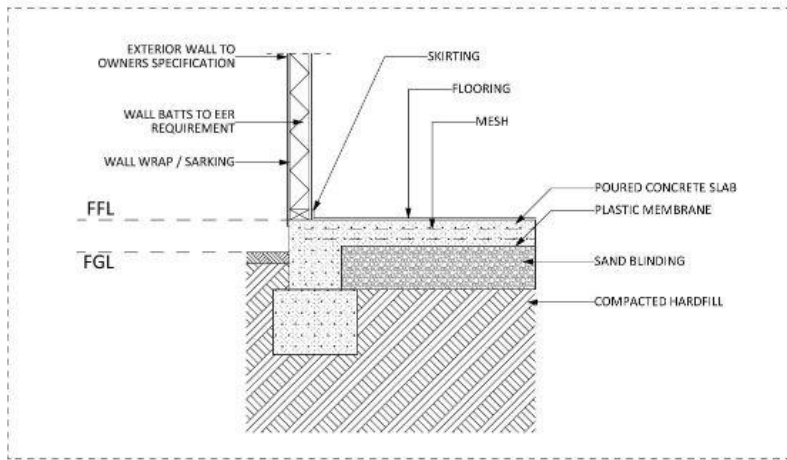 EXTERIOR WALL TO
OWNERS SPECIFICATION
SKIRTING
FLOORING
WALL BATTS TO EER
REQUIREMENT
MESH
WALL WRAP / SARKING
POURED CONCRETE SLAB
FFL
PLASTIC MEMBRANE
FGL
SAND BLINDING
COMPACTED HARDFILL